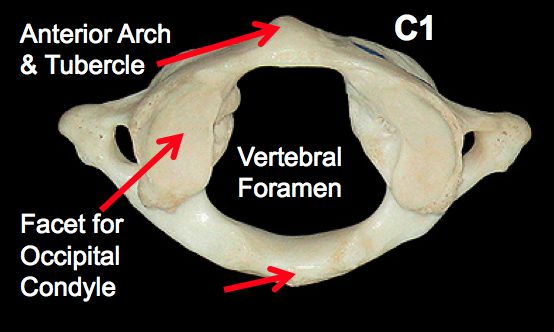 Anterior Arch
& Tubercle
C1
Vertebral
Foramen
Facet for
Occipital
Condyle